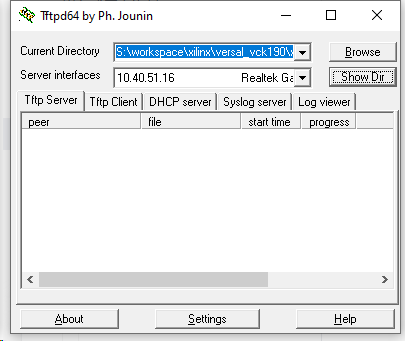 Tftpd64 by Ph. Jounin
Current Directory S:\workspace\xilinx\versal_vck190\x Browse
Server interfaces 10.40.51.16 Realtek Ga Show Dir
Tftp Server Tftp Client DHCP server Syslog server Log viewer
peer file start time progress
About Settings Help